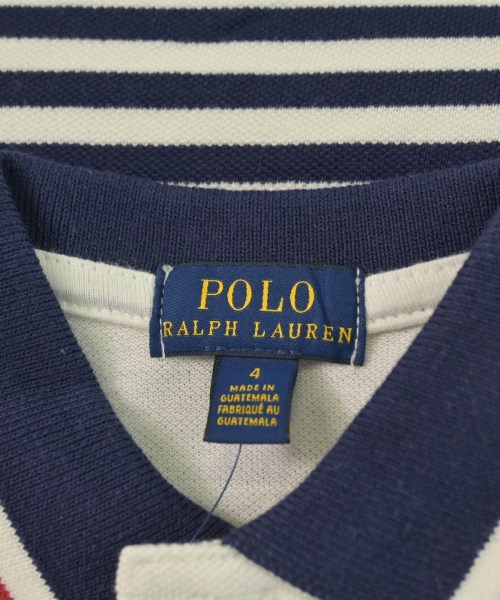 POLO
RALPH LAUREN
4
MADE IN
GUATEMALA
FABRIQUÉ AU
GUATEMALA